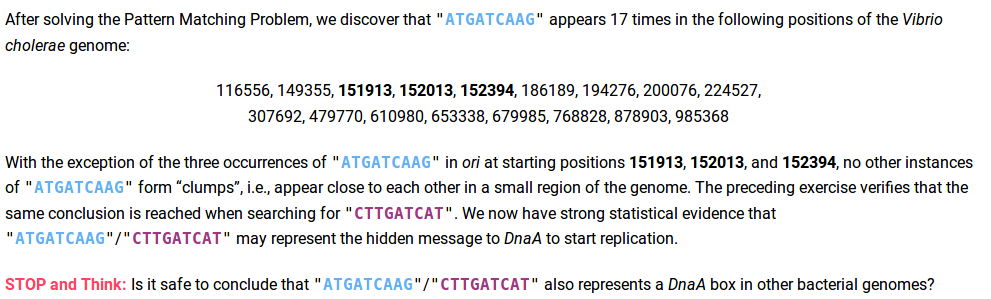 After solving the Pattern Matching Problem, we discover that "ATGATCAAG" appears 17 times in the following positions of the Vibrio
cholerae genome:
116556, 149355, 151913, 152013, 152394, 186189, 194276, 200076, 224527,
307692, 479770, 610980, 653338, 679985, 768828, 878903, 985368
With the exception of the three occurrences of "ATGATCAAG" in ori at starting positions 151913, 152013, and 152394, no other instances
of "ATGATCAAG" form “clumps”, i.e., appear close to each other in a small region of the genome. The preceding exercise verifies that the
same conclusion is reached when searching for "CTTGATCAT". We now have strong statistical evidence that
"ATGATCAAG"/"CTTGATCAT" may represent the hidden message to DnaA to start replication.
STOP and Think: Is it safe to conclude that "ATGATCAAG"/"CTTGATCAT" also represents a DnaA box in other bacterial genomes?